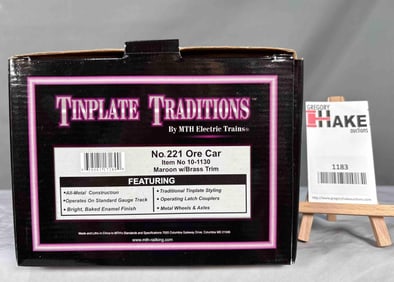 TINPLATE TRADITIONS
By MTH Electric Trains®
No. 221 Ore Car
Item No 10-1130
Maroon w/Brass Trim
FEATURING
•All-Metal Construction
•Operates On Standard Gauge Track
•Bright, Baked Enamel Finish
•Traditional Tinplate Styling
•Operating Latch Couplers
•Metal Wheels & Axles
www.mth-railking.com
GREGORY
HAKE
auctions
1183